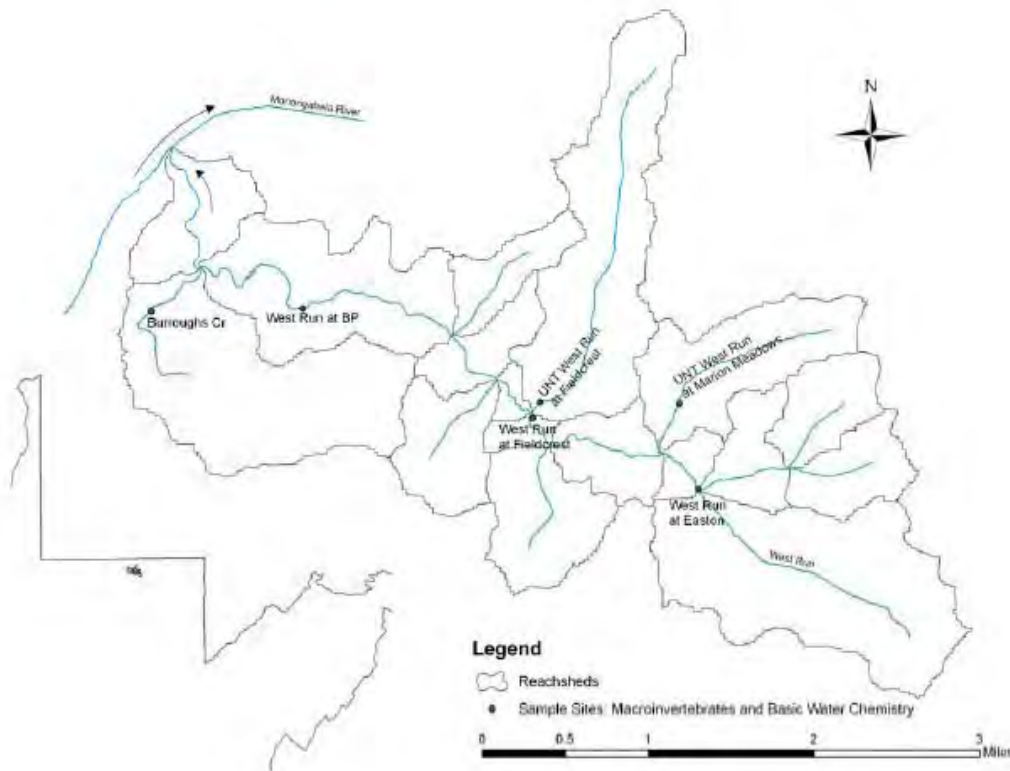 Monongahela River
N
Burroughs Cr
West Run at BP
UNT West Run
at Fieldcrest
UNT West Run
at Marion Meadows
West Run
at Fieldcrest
West Run
at Easton
West Run
Legend
Reachsheds
Sample Sites: Macroinvertebrates and Basic Water Chemistry
0 0.5 1 2 3
Miles